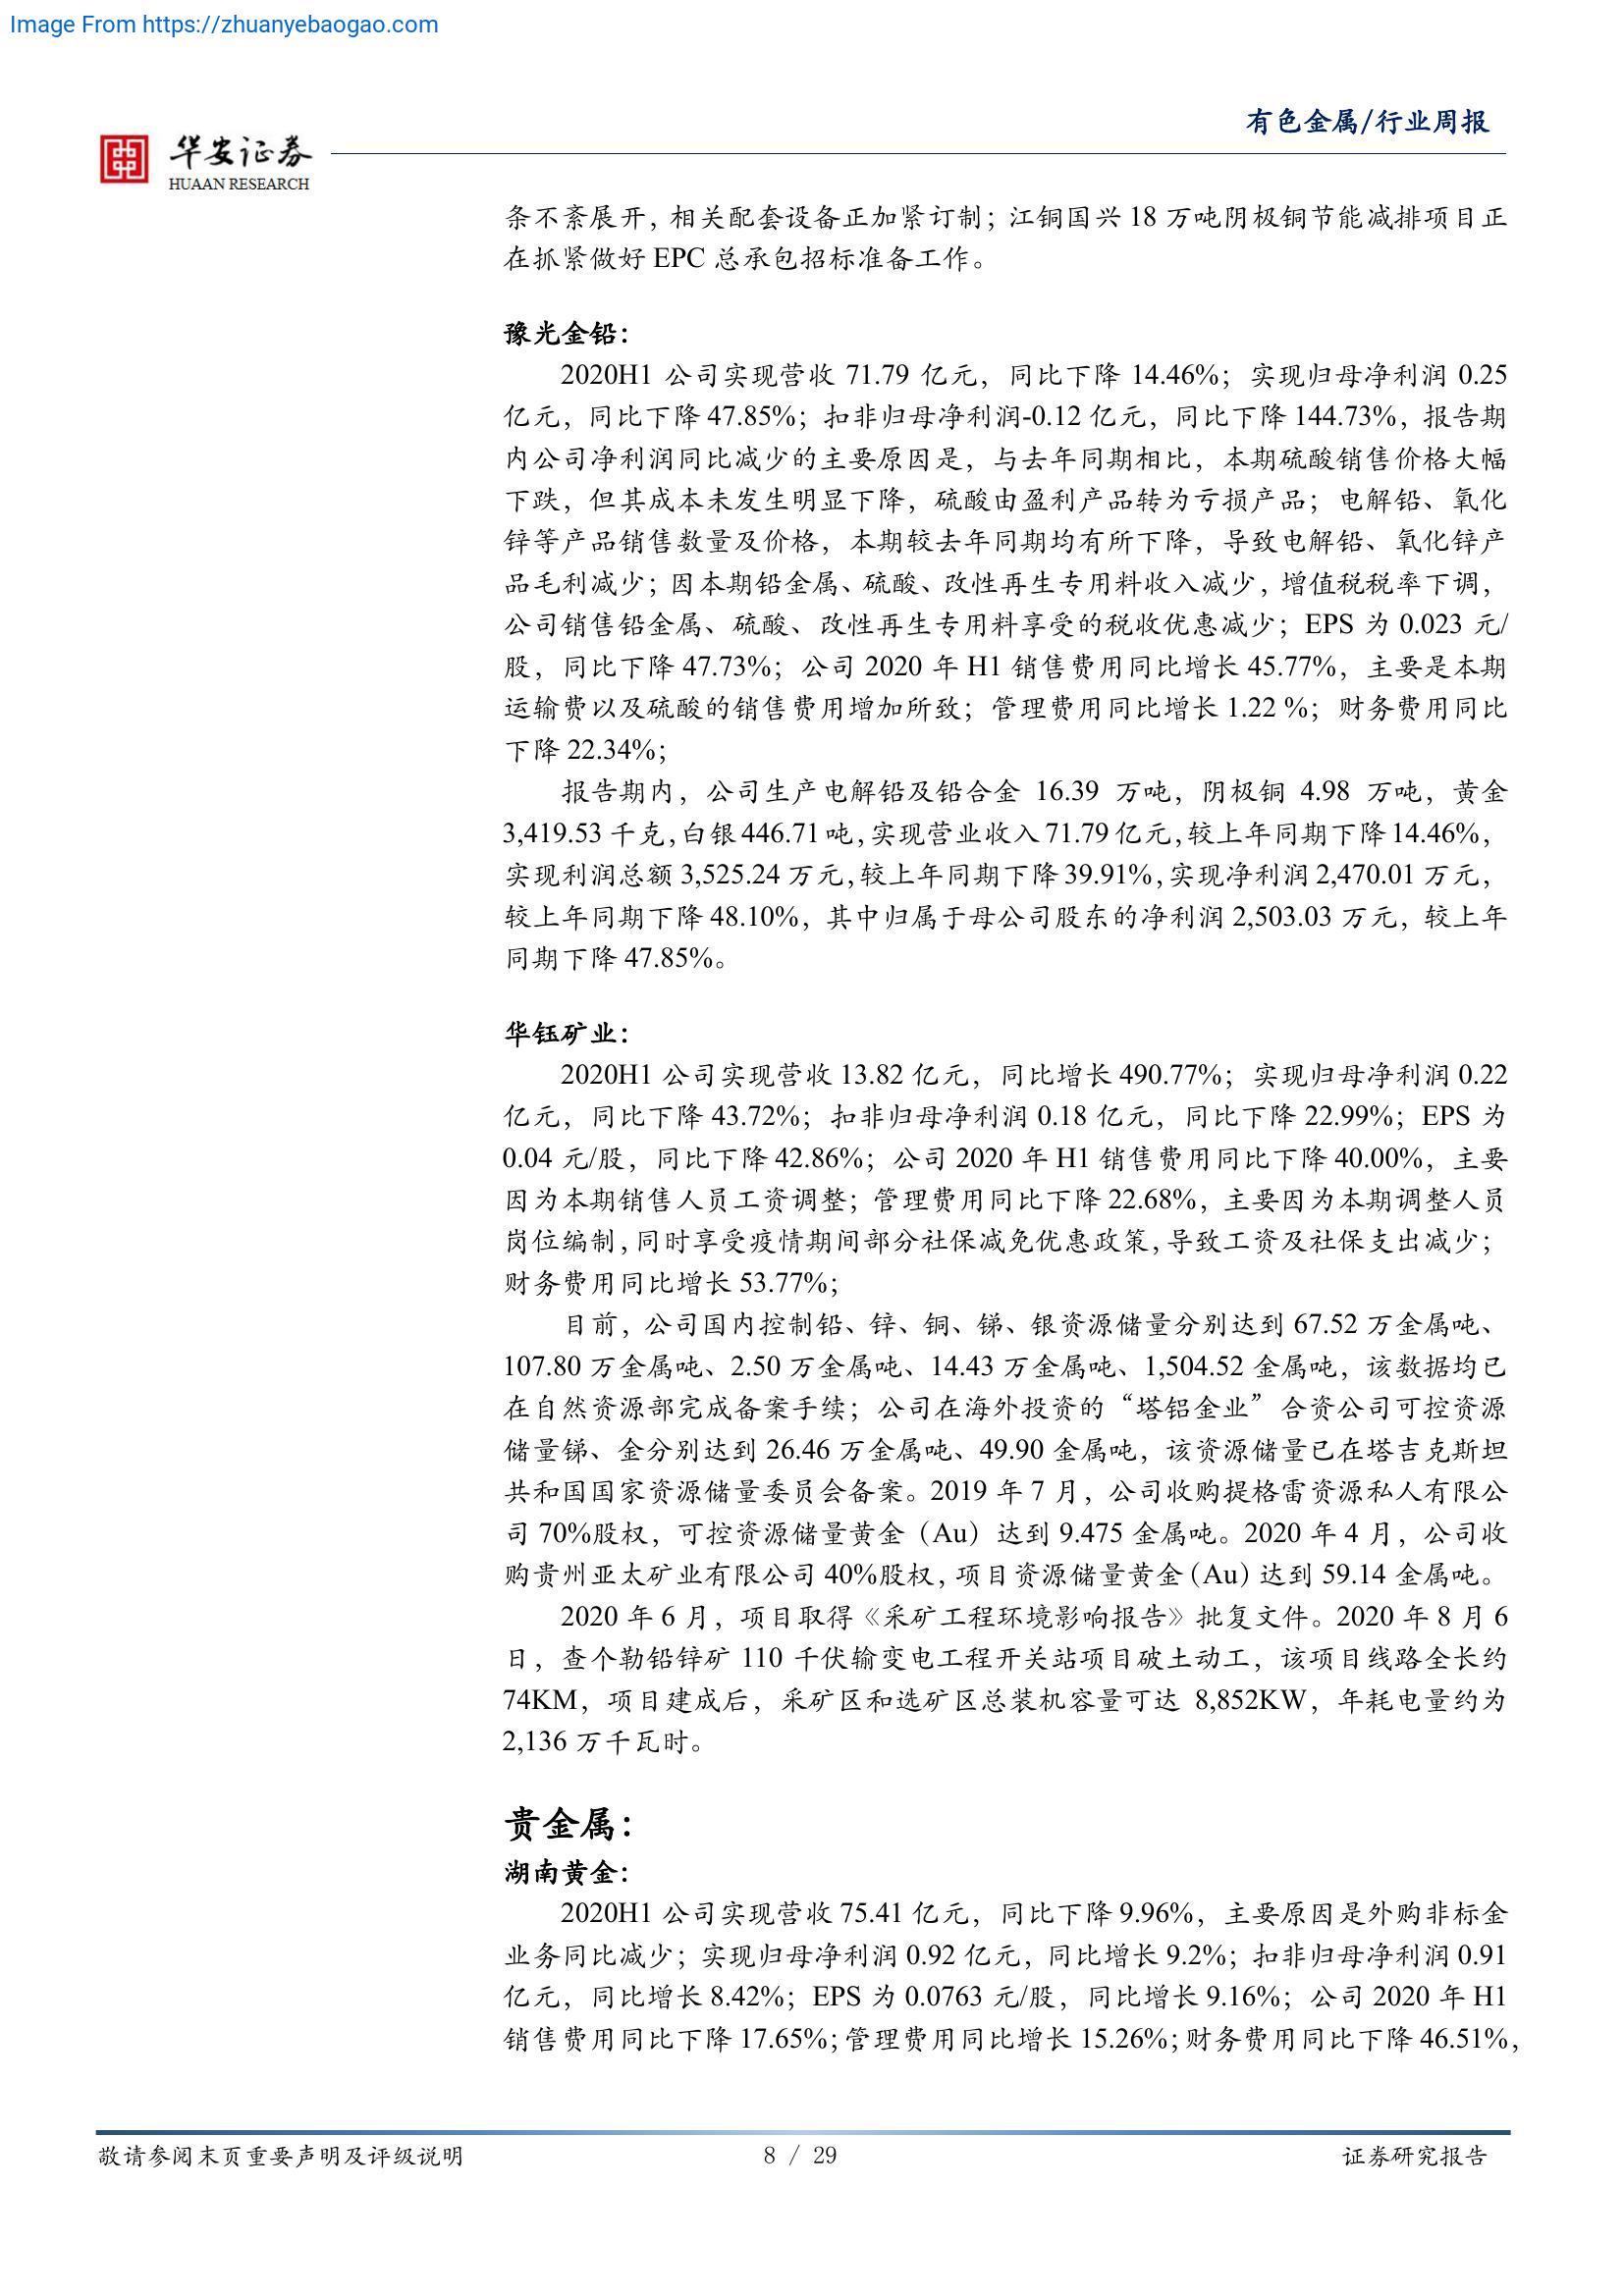 Image From https://zhuanyebaogao.com
有色金属/行业周报
华安证券
HUAAN RESEARCH
条不紊展开，相关配套设备正加紧订制；江铜国兴 18 万吨阴极铜节能减排项目正
在抓紧做好 EPC 总承包招标准备工作。
豫光金铅：
2020H1 公司实现营收 71.79 亿元，同比下降 14.46%；实现归母净利润 0.25
亿元，同比下降 47.85%；扣非归母净利润-0.12 亿元，同比下降 144.73%，报告期
内公司净利润同比减少的主要原因是，与去年同期相比，本期硫酸销售价格大幅
下跌，但其成本未发生明显下降，硫酸由盈利产品转为亏损产品；电解铅、氧化
锌等产品销售数量及价格，本期较去年同期均有所下降，导致电解铅、氧化锌产
品毛利减少；因本期铅金属、硫酸、改性再生专用料收入减少，增值税税率下调，
公司销售铅金属、硫酸、改性再生专用料享受的税收优惠减少；EPS 为 0.023 元/
股，同比下降 47.73%；公司 2020 年 H1 销售费用同比增长 45.77%，主要是本期
运输费以及硫酸的销售费用增加所致；管理费用同比增长 1.22 %；财务费用同比
下降 22.34%；
报告期内，公司生产电解铅及铅合金 16.39 万吨，阴极铜 4.98 万吨，黄金
3,419.53 千克，白银 446.71 吨，实现营业收入 71.79 亿元，较上年同期下降 14.46%，
实现利润总额 3,525.24 万元，较上年同期下降 39.91%，实现净利润 2,470.01 万元，
较上年同期下降 48.10%，其中归属于母公司股东的净利润 2,503.03 万元，较上年
同期下降 47.85%。
华钰矿业：
2020H1 公司实现营收 13.82 亿元，同比增长 490.77%；实现归母净利润 0.22
亿元，同比下降 43.72%；扣非归母净利润 0.18 亿元，同比下降 22.99%；EPS 为
0.04 元/股，同比下降 42.86%；公司 2020 年 H1 销售费用同比下降 40.00%，主要
因为本期销售人员工资调整；管理费用同比下降 22.68%，主要因为本期调整人员
岗位编制，同时享受疫情期间部分社保减免优惠政策，导致工资及社保支出减少；
财务费用同比增长 53.77%；
目前，公司国内控制铅、锌、铜、锑、银资源储量分别达到 67.52 万金属吨、
107.80 万金属吨、2.50 万金属吨、14.43 万金属吨、1,504.52 金属吨，该数据均已
在自然资源部完成备案手续；公司在海外投资的“塔铝金业”合资公司可控资源
储量锑、金分别达到 26.46 万金属吨、49.90 金属吨，该资源储量已在塔吉克斯坦
共和国国家资源储量委员会备案。2019 年 7 月，公司收购提格雷资源私人有限公
司 70%股权，可控资源储量黄金（Au）达到 9.475 金属吨。2020 年 4 月，公司收
购贵州亚太矿业有限公司 40%股权，项目资源储量黄金（Au）达到 59.14 金属吨。
2020 年 6 月，项目取得《采矿工程环境影响报告》批复文件。2020 年 8 月 6
日，查个勒铅锌矿 110 千伏输变电工程开关站项目破土动工，该项目线路全长约
74KM，项目建成后，采矿区和选矿区总装机容量可达 8,852KW，年耗电量约为
2,136 万千瓦时。
贵金属：
湖南黄金：
2020H1 公司实现营收 75.41 亿元，同比下降 9.96%，主要原因是外购非标金
业务同比减少；实现归母净利润 0.92 亿元，同比增长 9.2%；扣非归母净利润 0.91
亿元，同比增长 8.42%；EPS 为 0.0763 元/股，同比增长 9.16%；公司 2020 年 H1
销售费用同比下降 17.65%；管理费用同比增长 15.26%；财务费用同比下降 46.51%，
敬请参阅末页重要声明及评级说明
8 / 29
证券研究报告